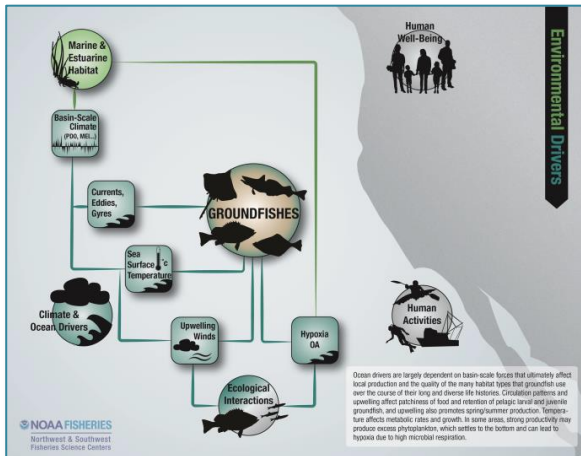 Marine &
Estuarine
Habitat
Human
Well-Being
Environmental Drivers
Basin-Scale
Climate
(PDO, MEI...)
Currents,
Eddies,
Gyres
GROUNDFISHES
Sea
Surface °c
Temperature
Climate &
Ocean Drivers
Upwelling
Winds
Hypoxia
OA
Human
Activities
Ecological
Interactions
Ocean drivers are largely dependent on basin-scale forces that ultimately affect
local production and the quality of the many habitat types that groundfish use
over the course of their long and diverse life histories. Circulation patterns and
upwelling affect patchiness of food and retention of pelagic larval and juvenile
groundfish, and upwelling also promotes spring/summer production. Tempera-
ture affects metabolic rates and growth. In some areas, strong productivity may
produce excess phytoplankton, which settles to the bottom and can lead to
hypoxia due to high microbial respiration.
NOAA FISHERIES
Northwest & Southwest
Fisheries Science Centers